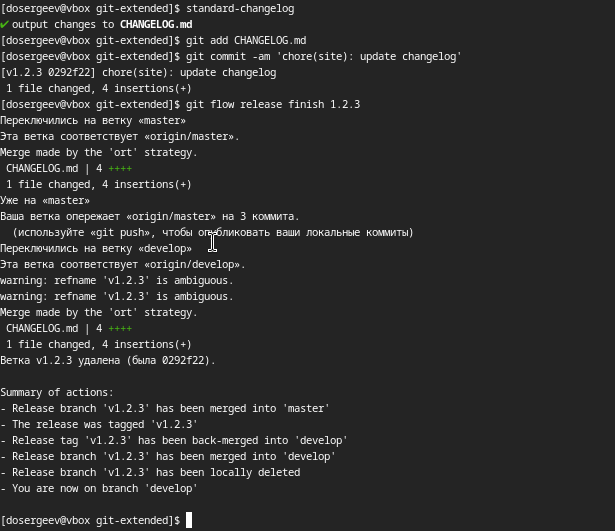 [dosergeev@vbox git-extended]$ standard-changelog
✔ output changes to CHANGELOG.md
[dosergeev@vbox git-extended]$ git add CHANGELOG.md
[dosergeev@vbox git-extended]$ git commit -am 'chore(site): update changelog'
[v1.2.3 0292f22] chore(site): update changelog
 1 file changed, 4 insertions(+)
[dosergeev@vbox git-extended]$ git flow release finish 1.2.3
Переключились на ветку «master»
Эта ветка соответствует «origin/master».
Merge made by the 'ort' strategy.
 CHANGELOG.md | 4 ++++
 1 file changed, 4 insertions(+)
Уже на «master»
Ваша ветка опережает «origin/master» на 3 коммита.
  (используйте «git push», чтобы опубликовать ваши локальные коммиты)
Переключились на ветку «develop»
Эта ветка соответствует «origin/develop».
warning: refname 'v1.2.3' is ambiguous.
warning: refname 'v1.2.3' is ambiguous.
Merge made by the 'ort' strategy.
 CHANGELOG.md | 4 ++++
 1 file changed, 4 insertions(+)
Ветка v1.2.3 удалена (была 0292f22).

Summary of actions:
- Release branch 'v1.2.3' has been merged into 'master'
- The release was tagged 'v1.2.3'
- Release tag 'v1.2.3' has been back-merged into 'develop'
- Release branch 'v1.2.3' has been merged into 'develop'
- Release branch 'v1.2.3' has been locally deleted
- You are now on branch 'develop'

[dosergeev@vbox git-extended]$